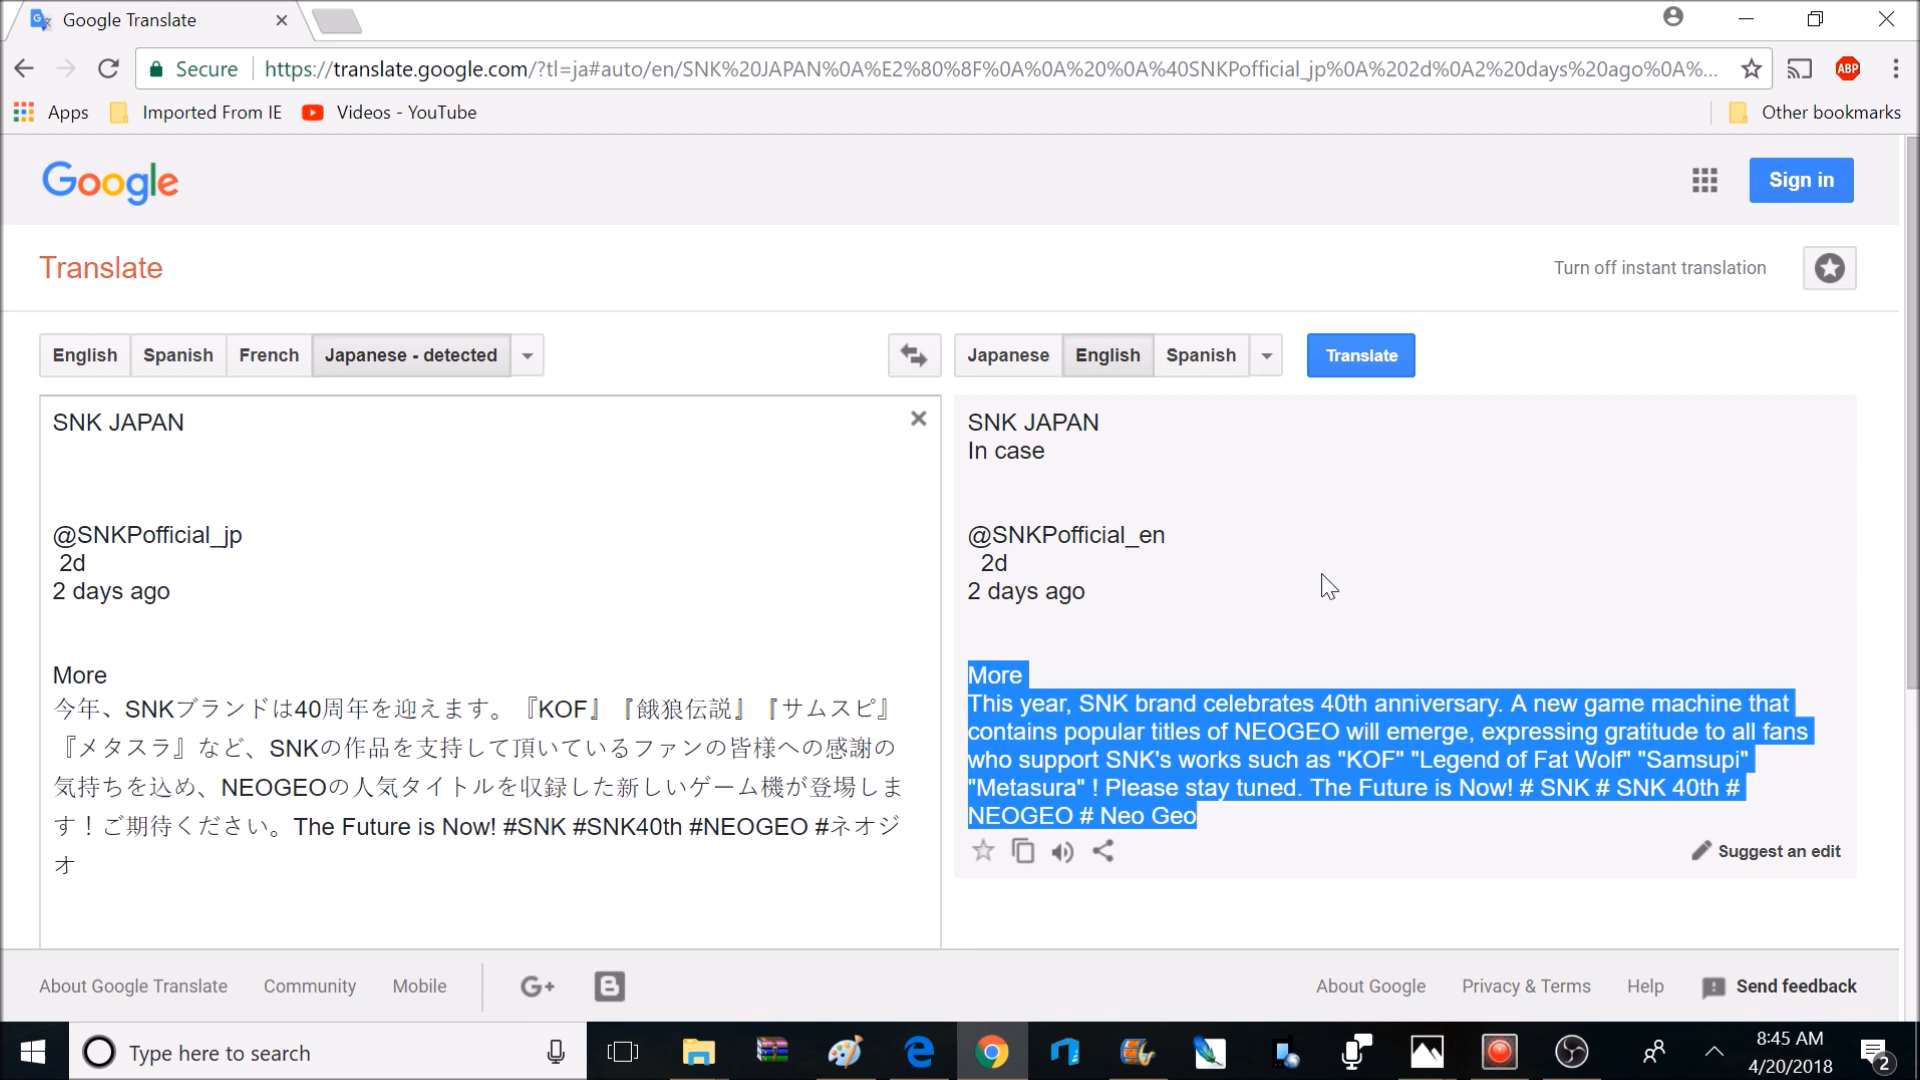 Google Translate
Secure
https://translate.google.com/?tl=ja#auto/en/SNK%20JAPAN%0A%E2%80%8F%0A%0A%20%0A%40SNKPofficial_jp%0A%202d%0A2%20days%20ago%0A%...
ABP
Apps
Imported From IE
Videos - YouTube
Other bookmarks
Google
Sign in
Translate
Turn off instant translation
English
Spanish
French
Japanese - detected
Japanese
English
Spanish
Translate
SNK JAPAN
@SNKPofficial_jp
2d
2 days ago
More
今年、SNKブランドは40周年を迎えます。『KOF』『餓狼伝説』『サムスピ』
『メタスラ』など、SNKの作品を支持して頂いているファンの皆様への感謝の
気持ちを込め、NEOGEOの人気タイトルを収録した新しいゲーム機が登場しま
す！ご期待ください。The Future is Now! #SNK #SNK40th #NEOGEO #ネオジ
オ
SNK JAPAN
In case
@SNKPofficial_en
2d
2 days ago
More
This year, SNK brand celebrates 40th anniversary. A new game machine that
contains popular titles of NEOGEO will emerge, expressing gratitude to all fans
who support SNK's works such as "KOF" "Legend of Fat Wolf" "Samsupi"
"Metasura" ! Please stay tuned. The Future is Now! # SNK # SNK 40th #
NEOGEO # Neo Geo
Suggest an edit
About Google Translate
Community
Mobile
G+
B
About Google
Privacy & Terms
Help
Send feedback
Type here to search
8:45 AM
4/20/2018
2